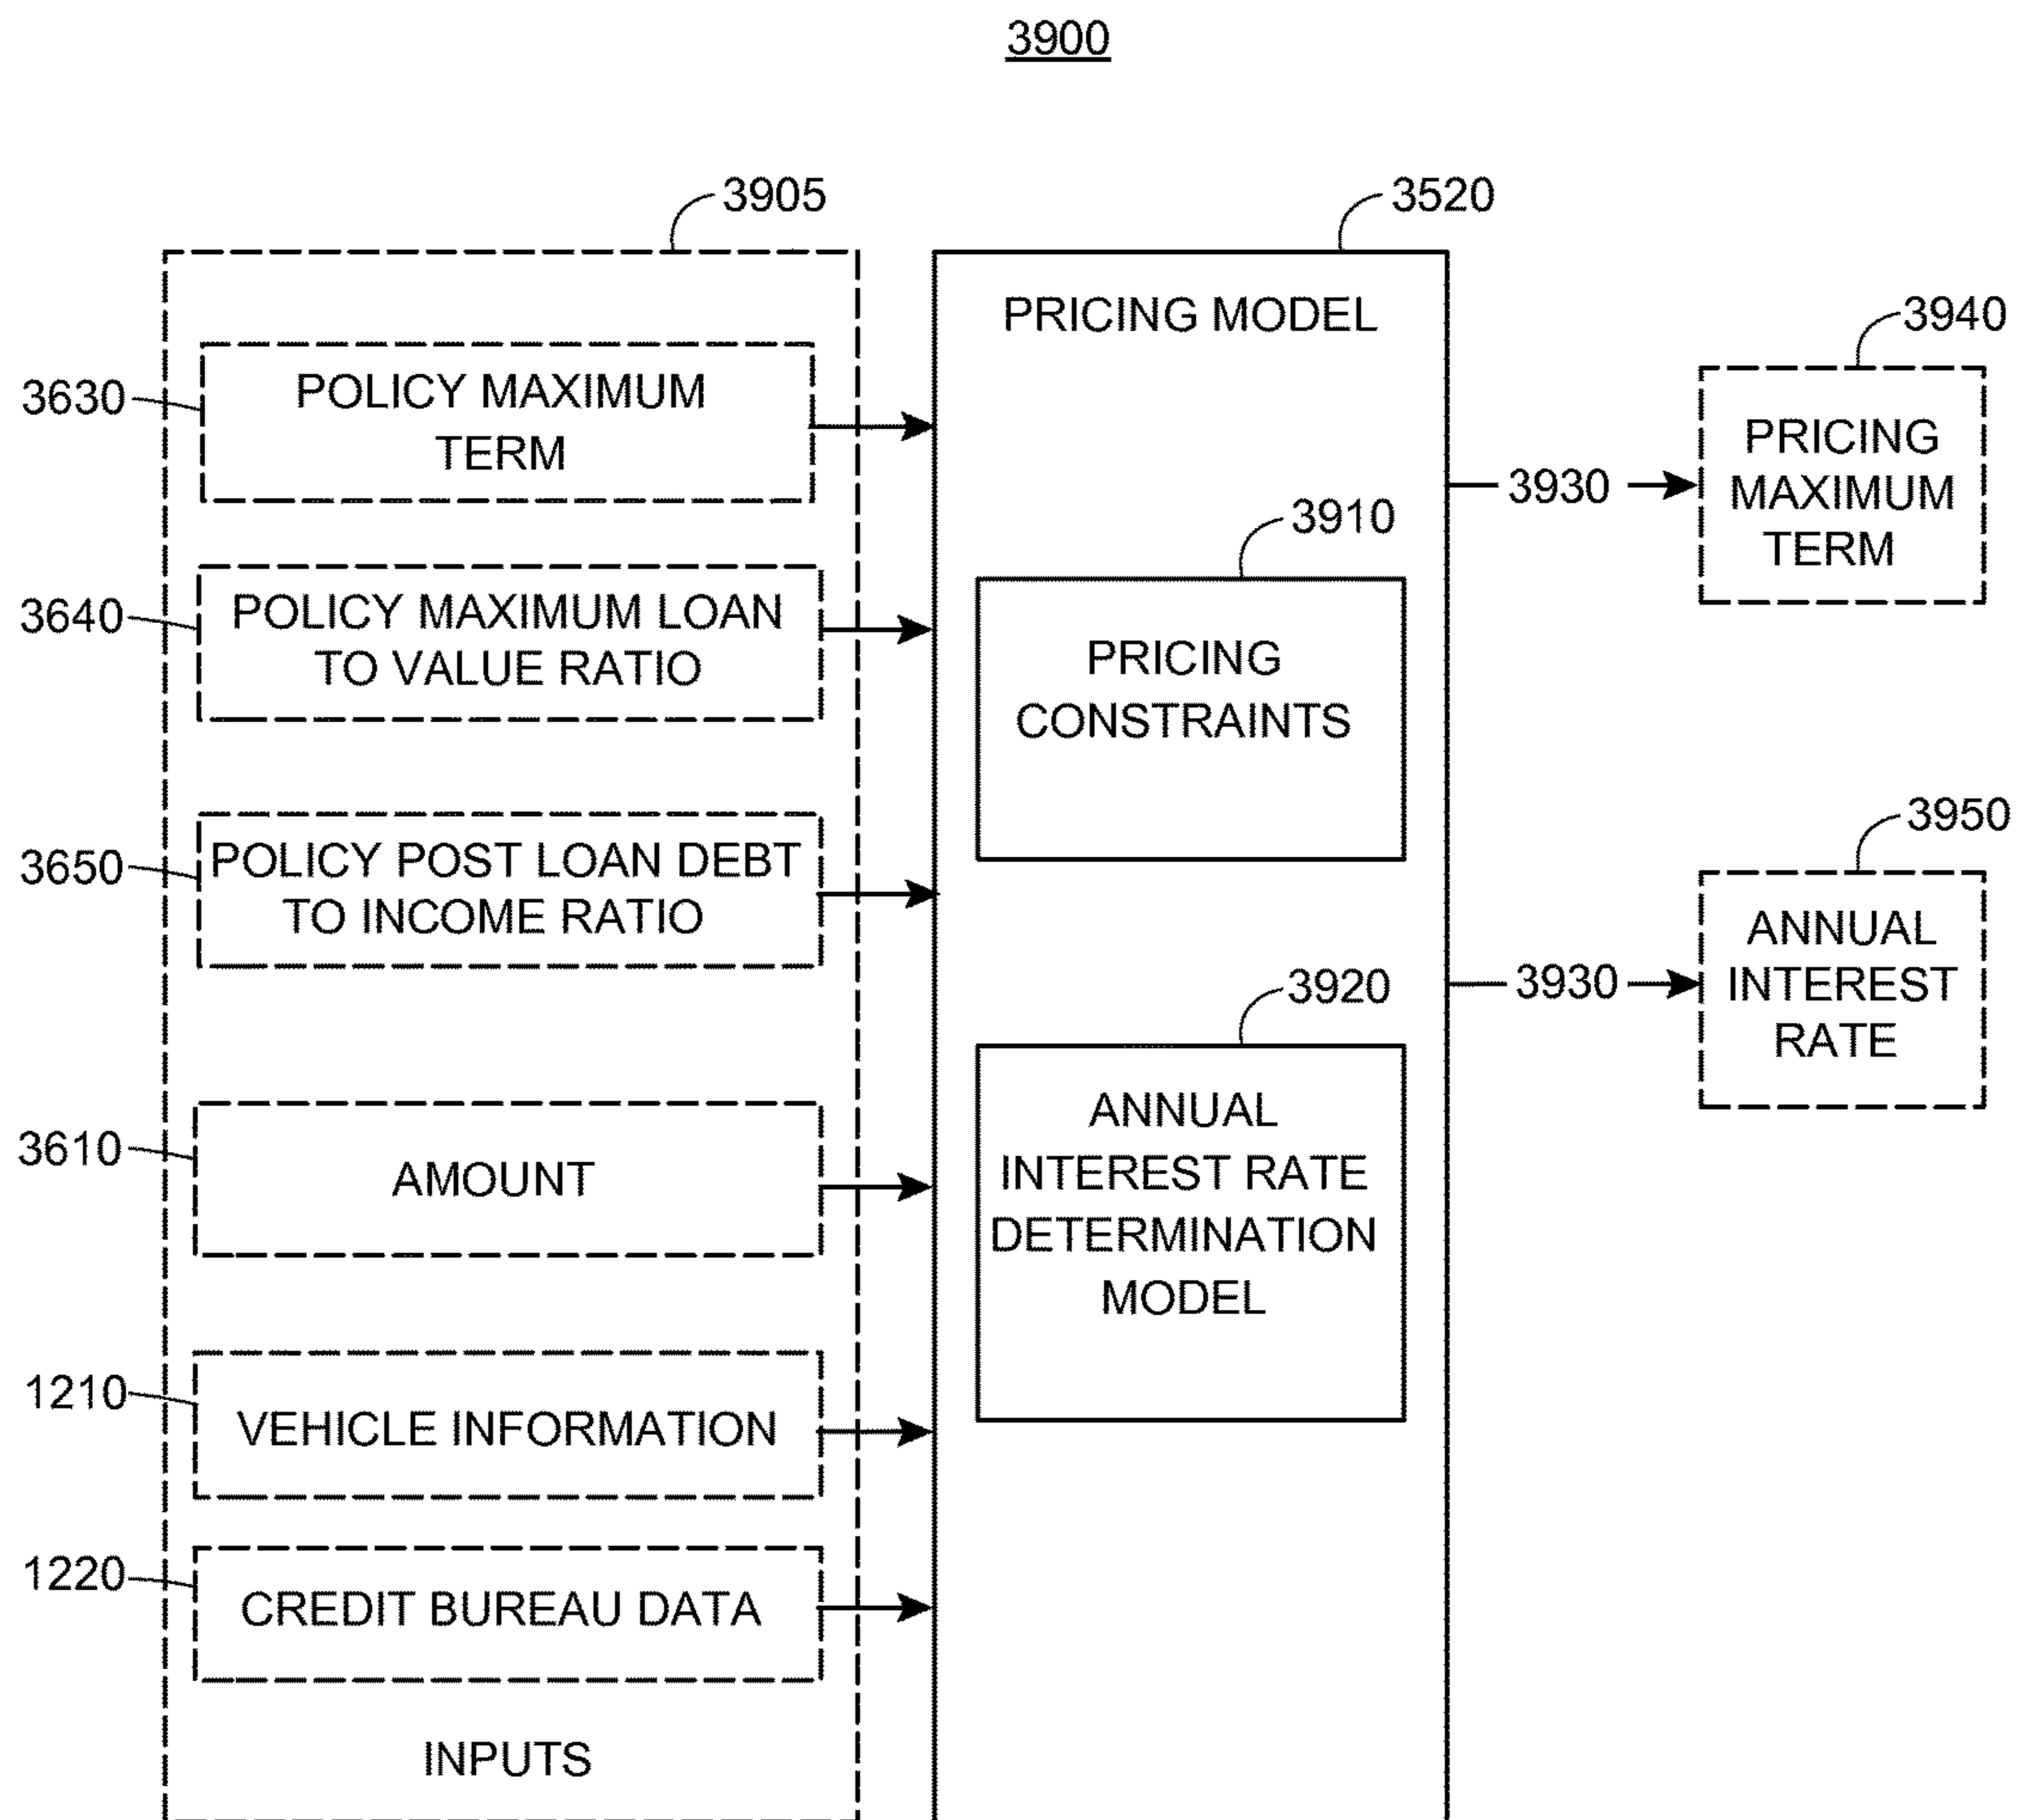 3900
3905
3520
PRICING MODEL
3940
3630
POLICY MAXIMUM
TERM
PRICING
MAXIMUM
TERM
3930
3910
3640
POLICY MAXIMUM LOAN
TO VALUE RATIO
PRICING
CONSTRAINTS
3950
3650
POLICY POST LOAN DEBT
TO INCOME RATIO
ANNUAL
INTEREST
RATE
3930
3920
ANNUAL
INTEREST RATE
DETERMINATION
MODEL
3610
AMOUNT
1210
VEHICLE INFORMATION
1220
CREDIT BUREAU DATA
INPUTS